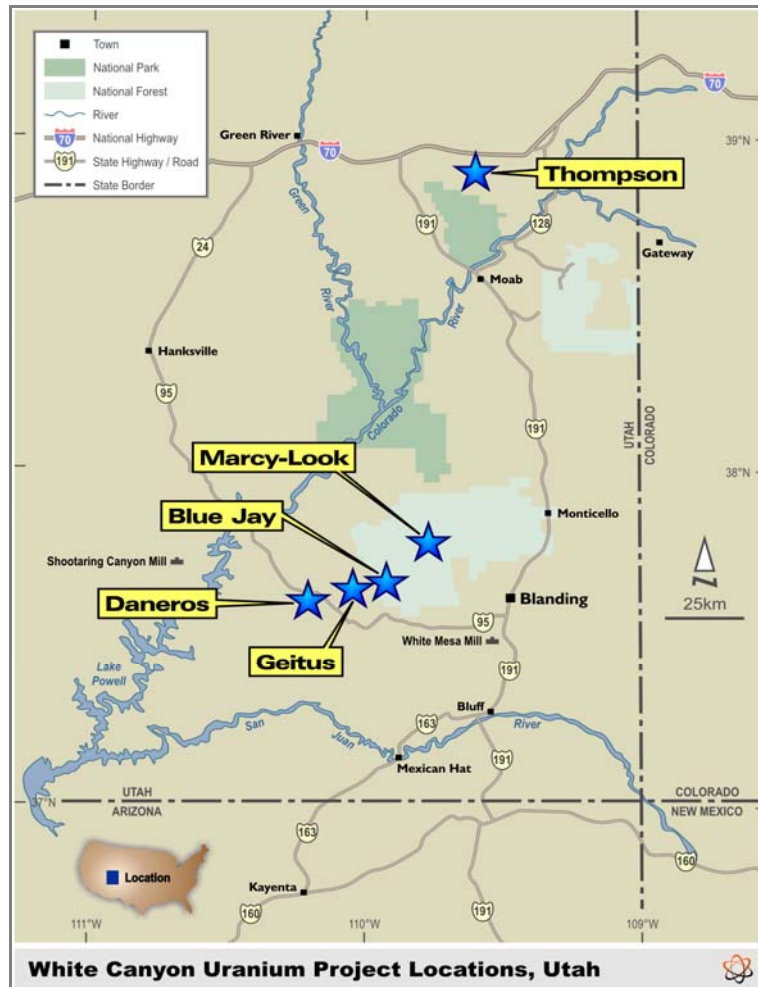 Town
National Park
National Forest
River
70
National Highway
191
State Highway / Road
State Border
Green River
70
70
39°N
Thompson
Green
River
191
128
24
Gateway
Moab
River
Hanksville
95
Colorado
191
UTAH
COLORADO
Marcy-Look
38°N
Blue Jay
Monticello
Shootaring Canyon Mill
25km
Daneros
Blanding
95
Geitus
White Mesa Mill
191
Lake
Powell
Bluff
San
Juan
163
River
Mexican Hat
191
37°N
UTAH
ARIZONA
COLORADO
NEW MEXICO
163
160
Location
Kayenta
160
191
111°W
110°W
109°W
White Canyon Uranium Project Locations, Utah